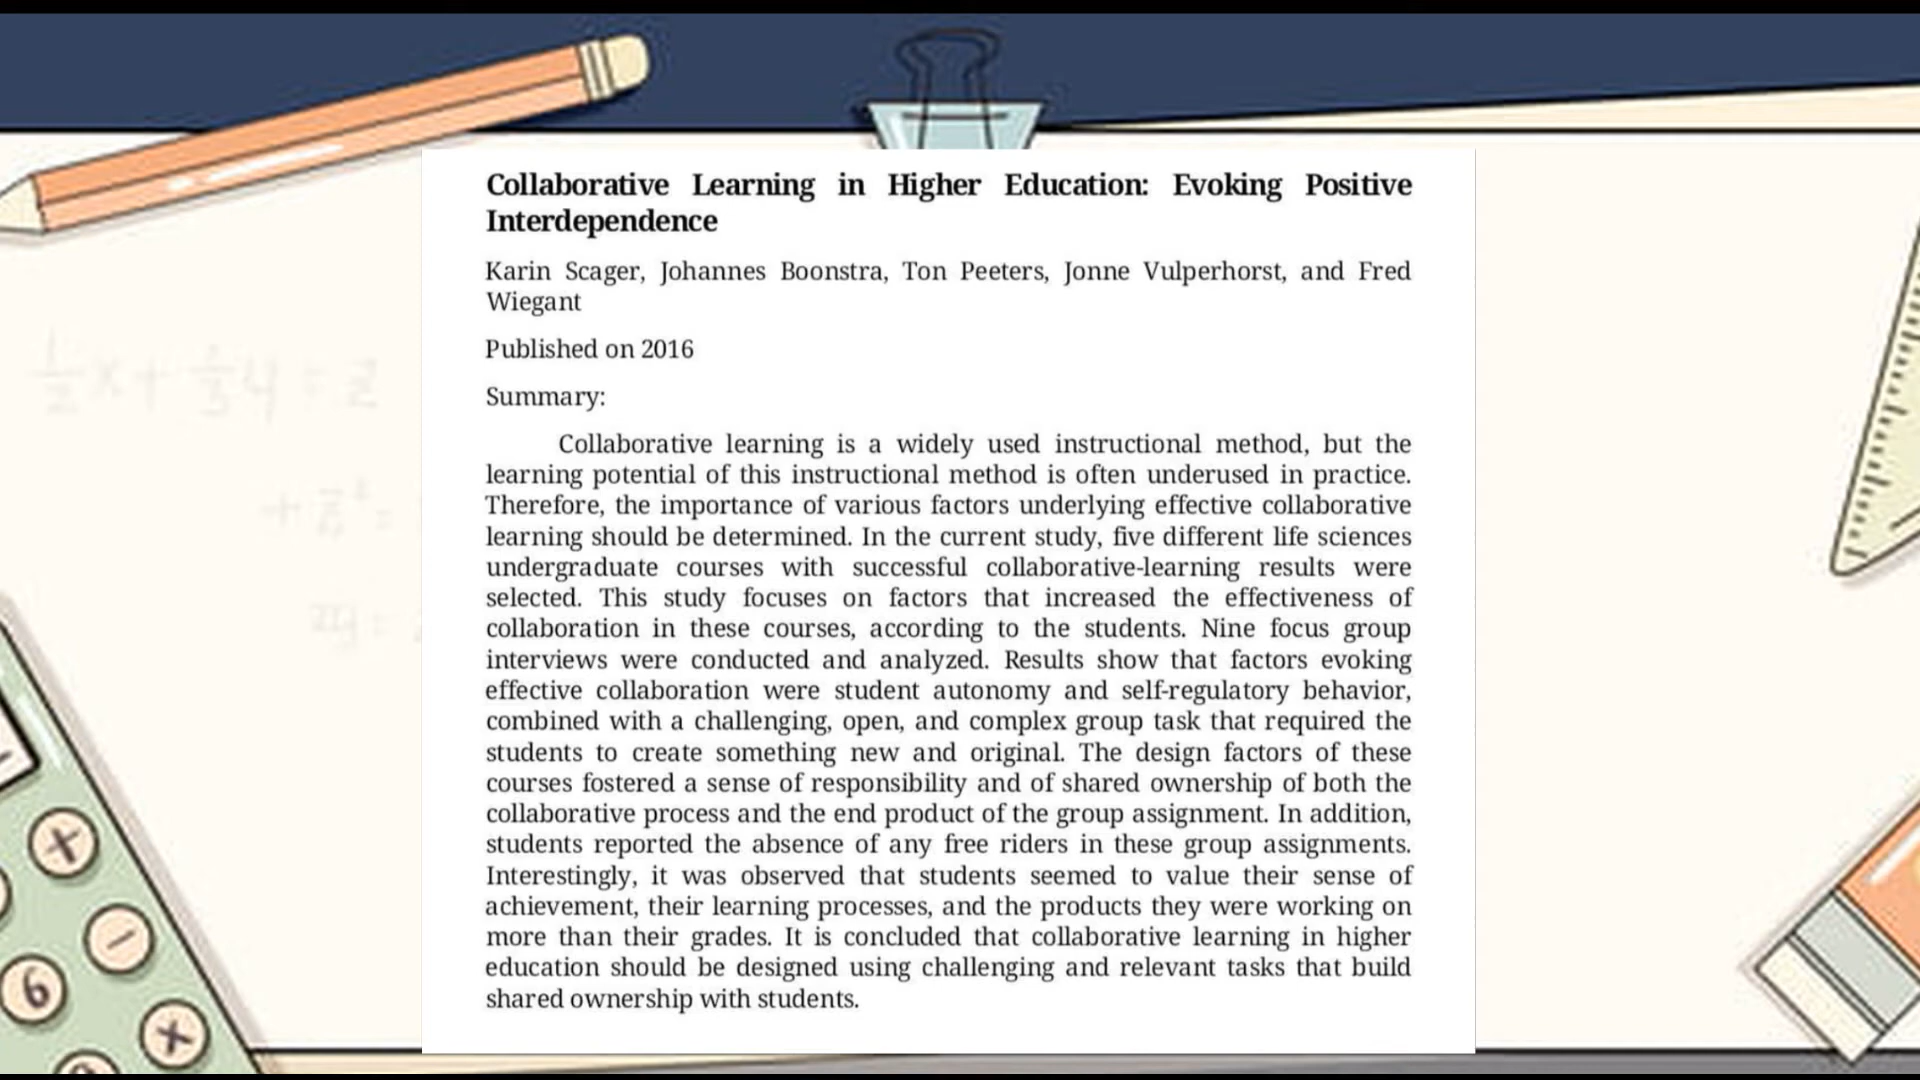 Collaborative Learning in Higher Education: Evoking Positive
Interdependence
Karin Scager, Johannes Boonstra, Ton Peeters, Jonne Vulperhorst, and Fred
Wiegant
Published on 2016
Summary:
Collaborative learning is a widely used instructional method, but the
learning potential of this instructional method is often underused in practice.
Therefore, the importance of various factors underlying effective collaborative
learning should be determined. In the current study, five different life sciences
undergraduate courses with successful collaborative-learning results were
selected. This study focuses on factors that increased the effectiveness of
collaboration in these courses, according to the students. Nine focus group
interviews were conducted and analyzed. Results show that factors evoking
effective collaboration were student autonomy and self-regulatory behavior,
combined with a challenging, open, and complex group task that required the
students to create something new and original. The design factors of these
courses fostered a sense of responsibility and of shared ownership of both the
collaborative process and the end product of the group assignment. In addition,
students reported the absence of any free riders in these group assignments.
Interestingly, it was observed that students seemed to value their sense of
achievement, their learning processes, and the products they were working on
more than their grades. It is concluded that collaborative learning in higher
education should be designed using challenging and relevant tasks that build
shared ownership with students.
+
−
6
×